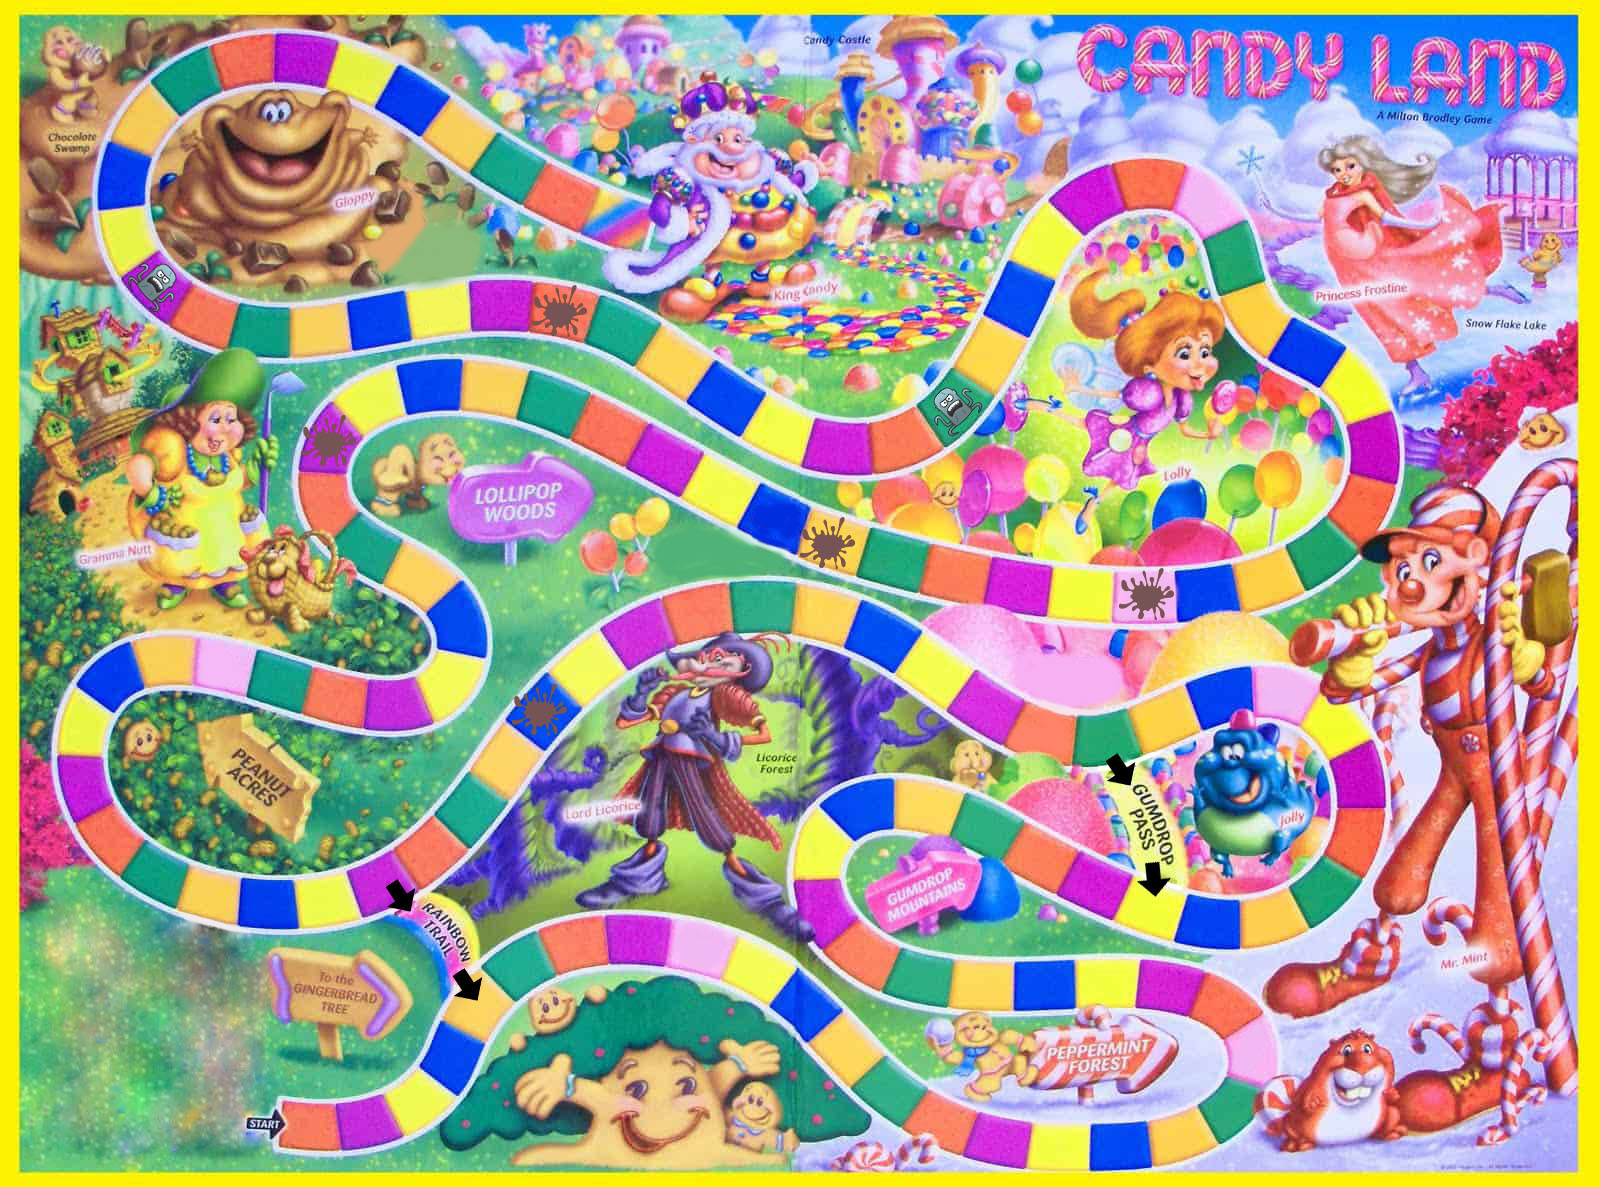 CANDY LAND
A Milton Bradley Game
Candy Castle
Chocolate
Swamp
Gloppy
King Candy
Princess Frostine
Snow Flake Lake
Lolly
LOLLIPOP
WOODS
Gramma Nutt
PEANUT
ACRES
Licorice
Forest
Lord Licorice
GUMDROP
PASS
Jolly
GUMDROP
MOUNTAINS
RAINBOW
TRAIL
Mr. Mint
To the
GINGERBREAD
TREE
PEPPERMINT
FOREST
START